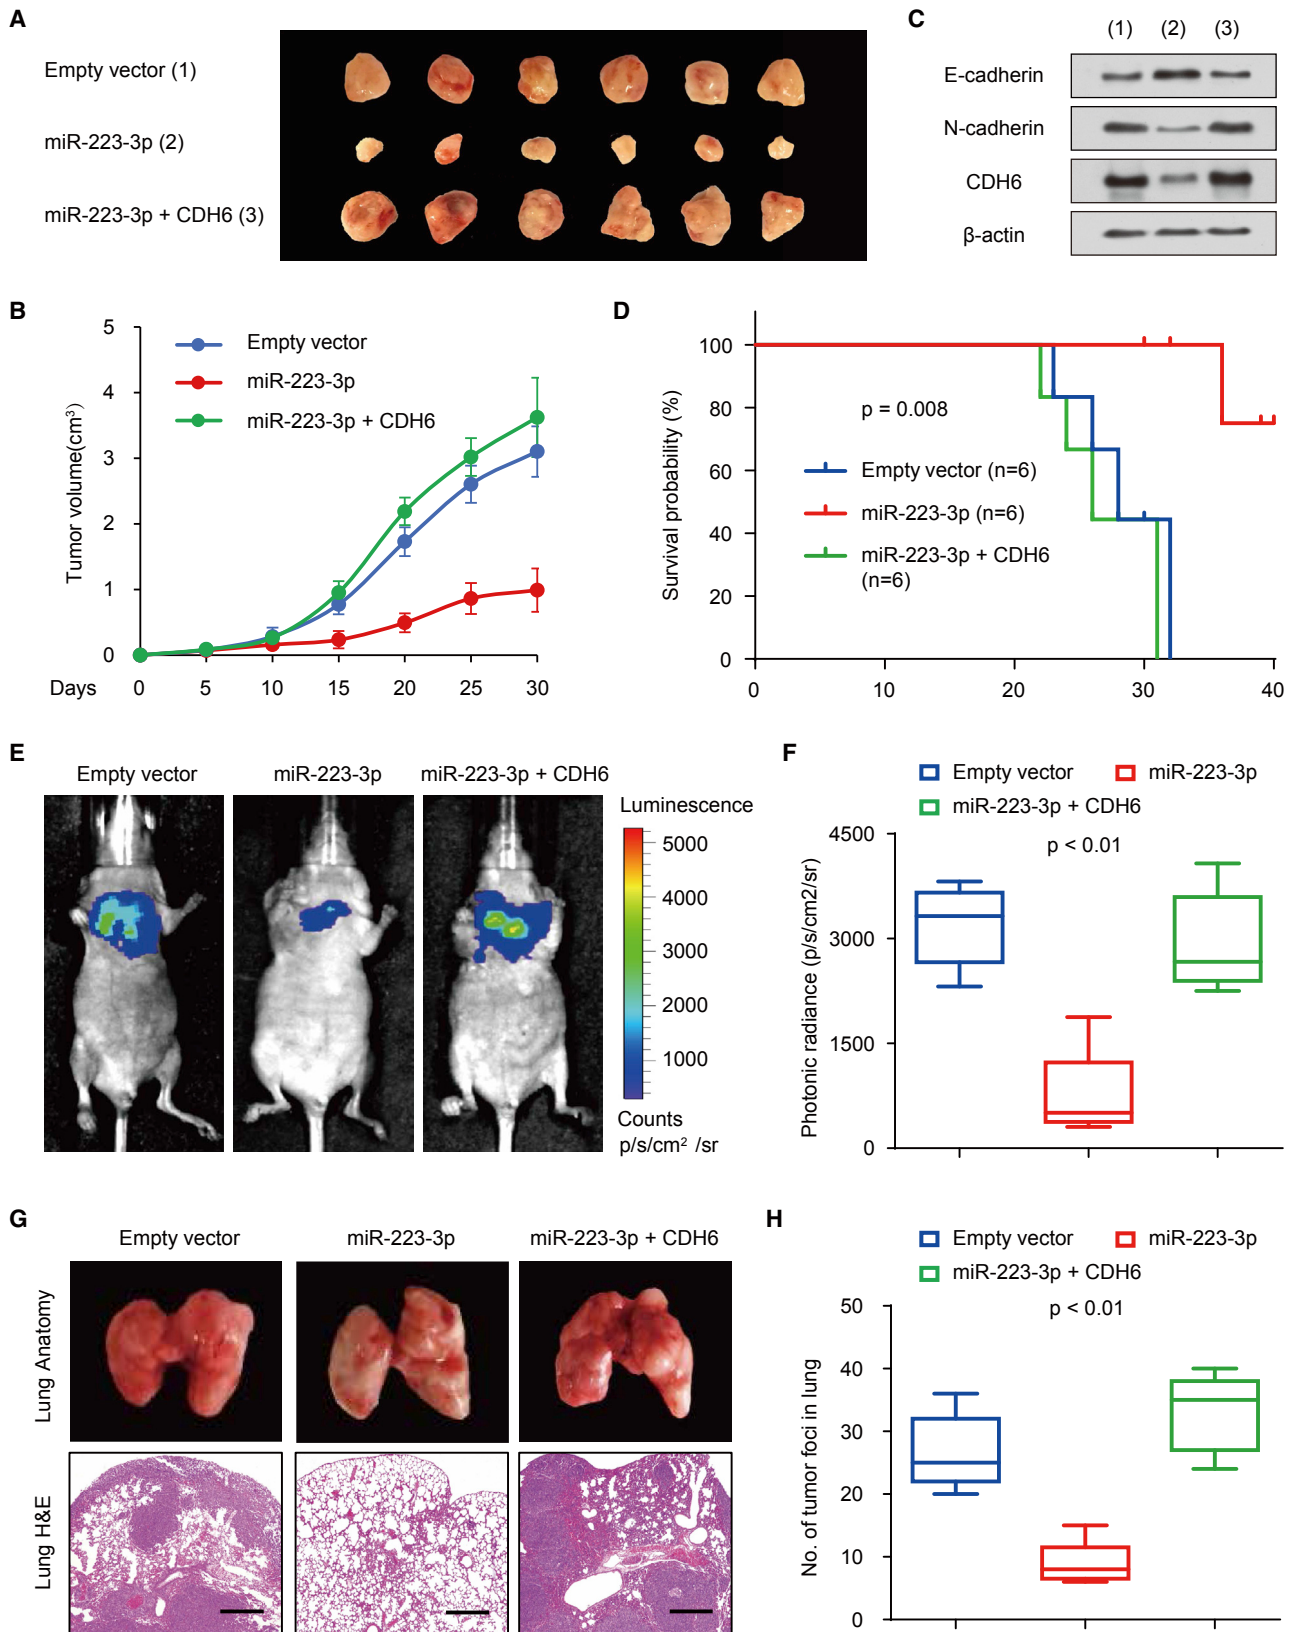 A
Empty vector (1)
miR-223-3p (2)
miR-223-3p + CDH6 (3)
C
(1) (2) (3)
E-cadherin
N-cadherin
CDH6
β-actin
B
5
4
3
2
1
0
Tumor volume(cm³)
Empty vector
miR-223-3p
miR-223-3p + CDH6
Days 0 5 10 15 20 25 30
D
100
80
60
40
20
0
Survival probability (%)
p = 0.008
Empty vector (n=6)
miR-223-3p (n=6)
miR-223-3p + CDH6
(n=6)
0 10 20 30 40
E
Empty vector miR-223-3p miR-223-3p + CDH6
Luminescence
5000
4000
3000
2000
1000
Counts
p/s/cm² /sr
F
Empty vector miR-223-3p
miR-223-3p + CDH6
p < 0.01
4500
3000
1500
0
Photonic radiance (p/s/cm2/sr)
G
Empty vector miR-223-3p miR-223-3p + CDH6
Lung Anatomy
Lung H&E
H
Empty vector miR-223-3p
miR-223-3p + CDH6
p < 0.01
50
40
30
20
10
0
No. of tumor foci in lung